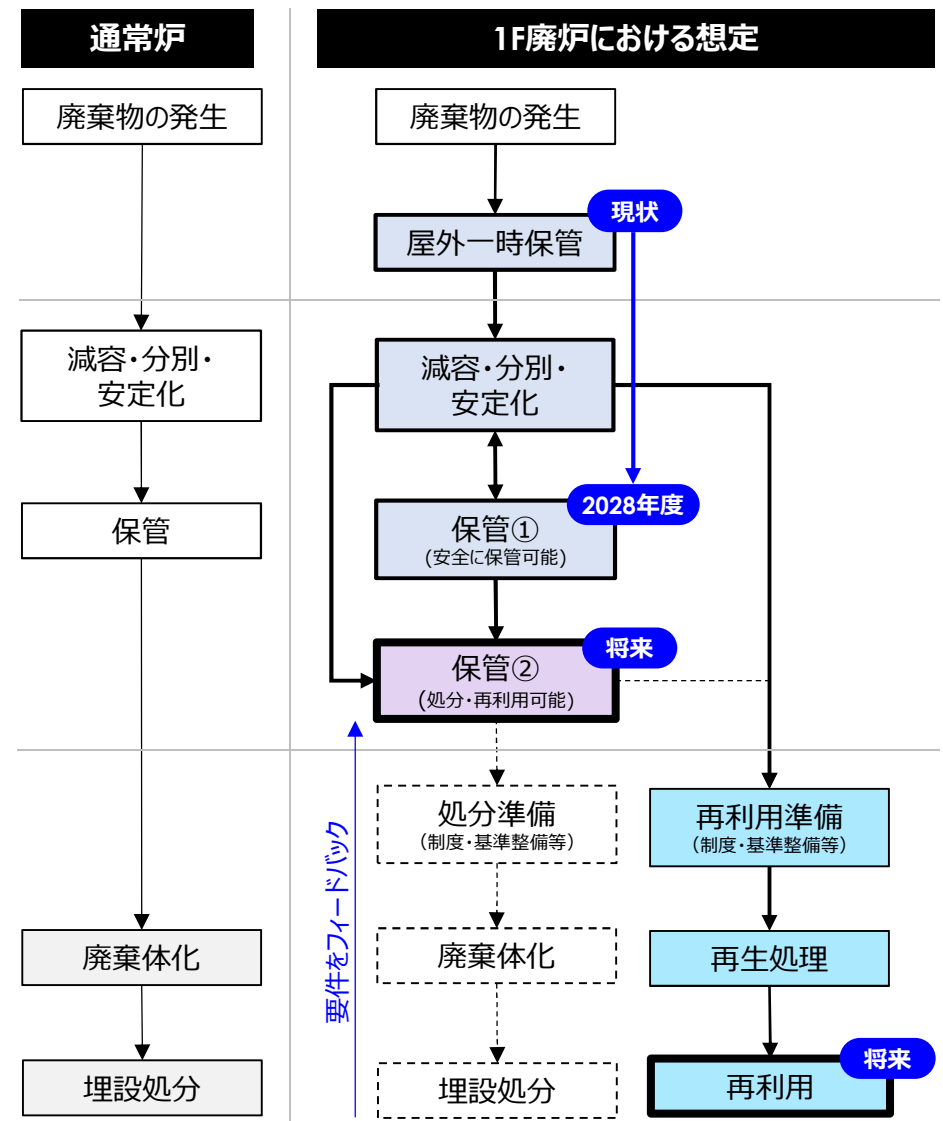 通常炉
廃棄物の発生
減容・分別・
安定化
保管
廃棄体化
埋設処分
1F廃炉における想定
廃棄物の発生
現状
屋外一時保管
減容・分別・
安定化
2028年度
保管①
(安全に保管可能)
将来
保管②
(処分・再利用可能)
要件をフィードバック
処分準備
(制度・基準整備等)
廃棄体化
埋設処分
再利用準備
(制度・基準整備等)
再生処理
将来
再利用